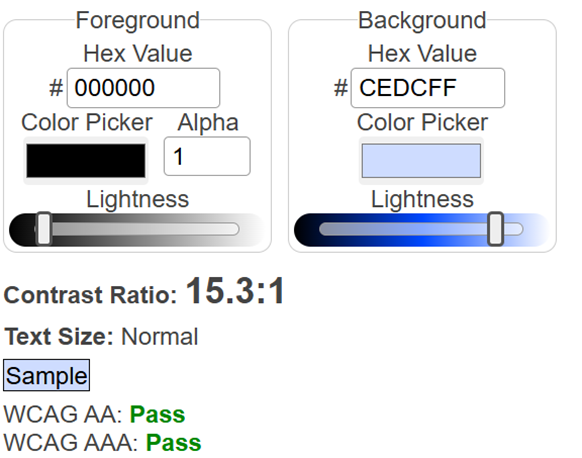 Foreground Background
Hex Value Hex Value
# 000000 # CEDCFF
Color Picker Alpha Color Picker
1
Lightness Lightness
Contrast Ratio: 15.3:1
Text Size: Normal
Sample
WCAG AA: Pass
WCAG AAA: Pass